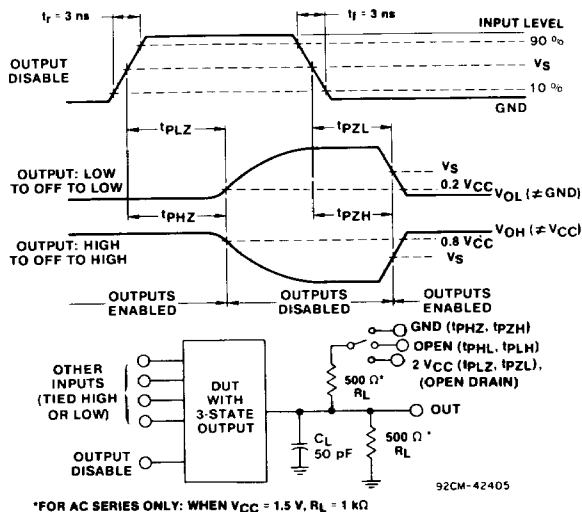 tr = 3 ns
tf = 3 ns
INPUT LEVEL
90 %
OUTPUT
DISABLE
VS
10 %
GND
tPLZ
tPZL
OUTPUT: LOW
TO OFF TO LOW
VS
0.2 VCC
VOL (≠GND)
tPHZ
tPZH
OUTPUT: HIGH
TO OFF TO
HIGH
VOH (≠VCC)
0.8 VCC
VS
OUTPUTS
ENABLED
OUTPUTS
DISABLED
OUTPUTS
ENABLED
GND (tPHZ, tPZH)
OPEN (tPHL, tPLH)
2 VCC (tPLZ, tPZL),
(OPEN DRAIN)
OTHER
INPUTS
(TIED HIGH
OR LOW)
DUT
WITH
3-STATE
OUTPUT
500 Ω*
RL
OUT
CL
50 pF
500 Ω*
RL
OUTPUT
DISABLE
92CM-42405
*FOR AC SERIES ONLY: WHEN VCC = 1.5 V, RL = 1 kΩ